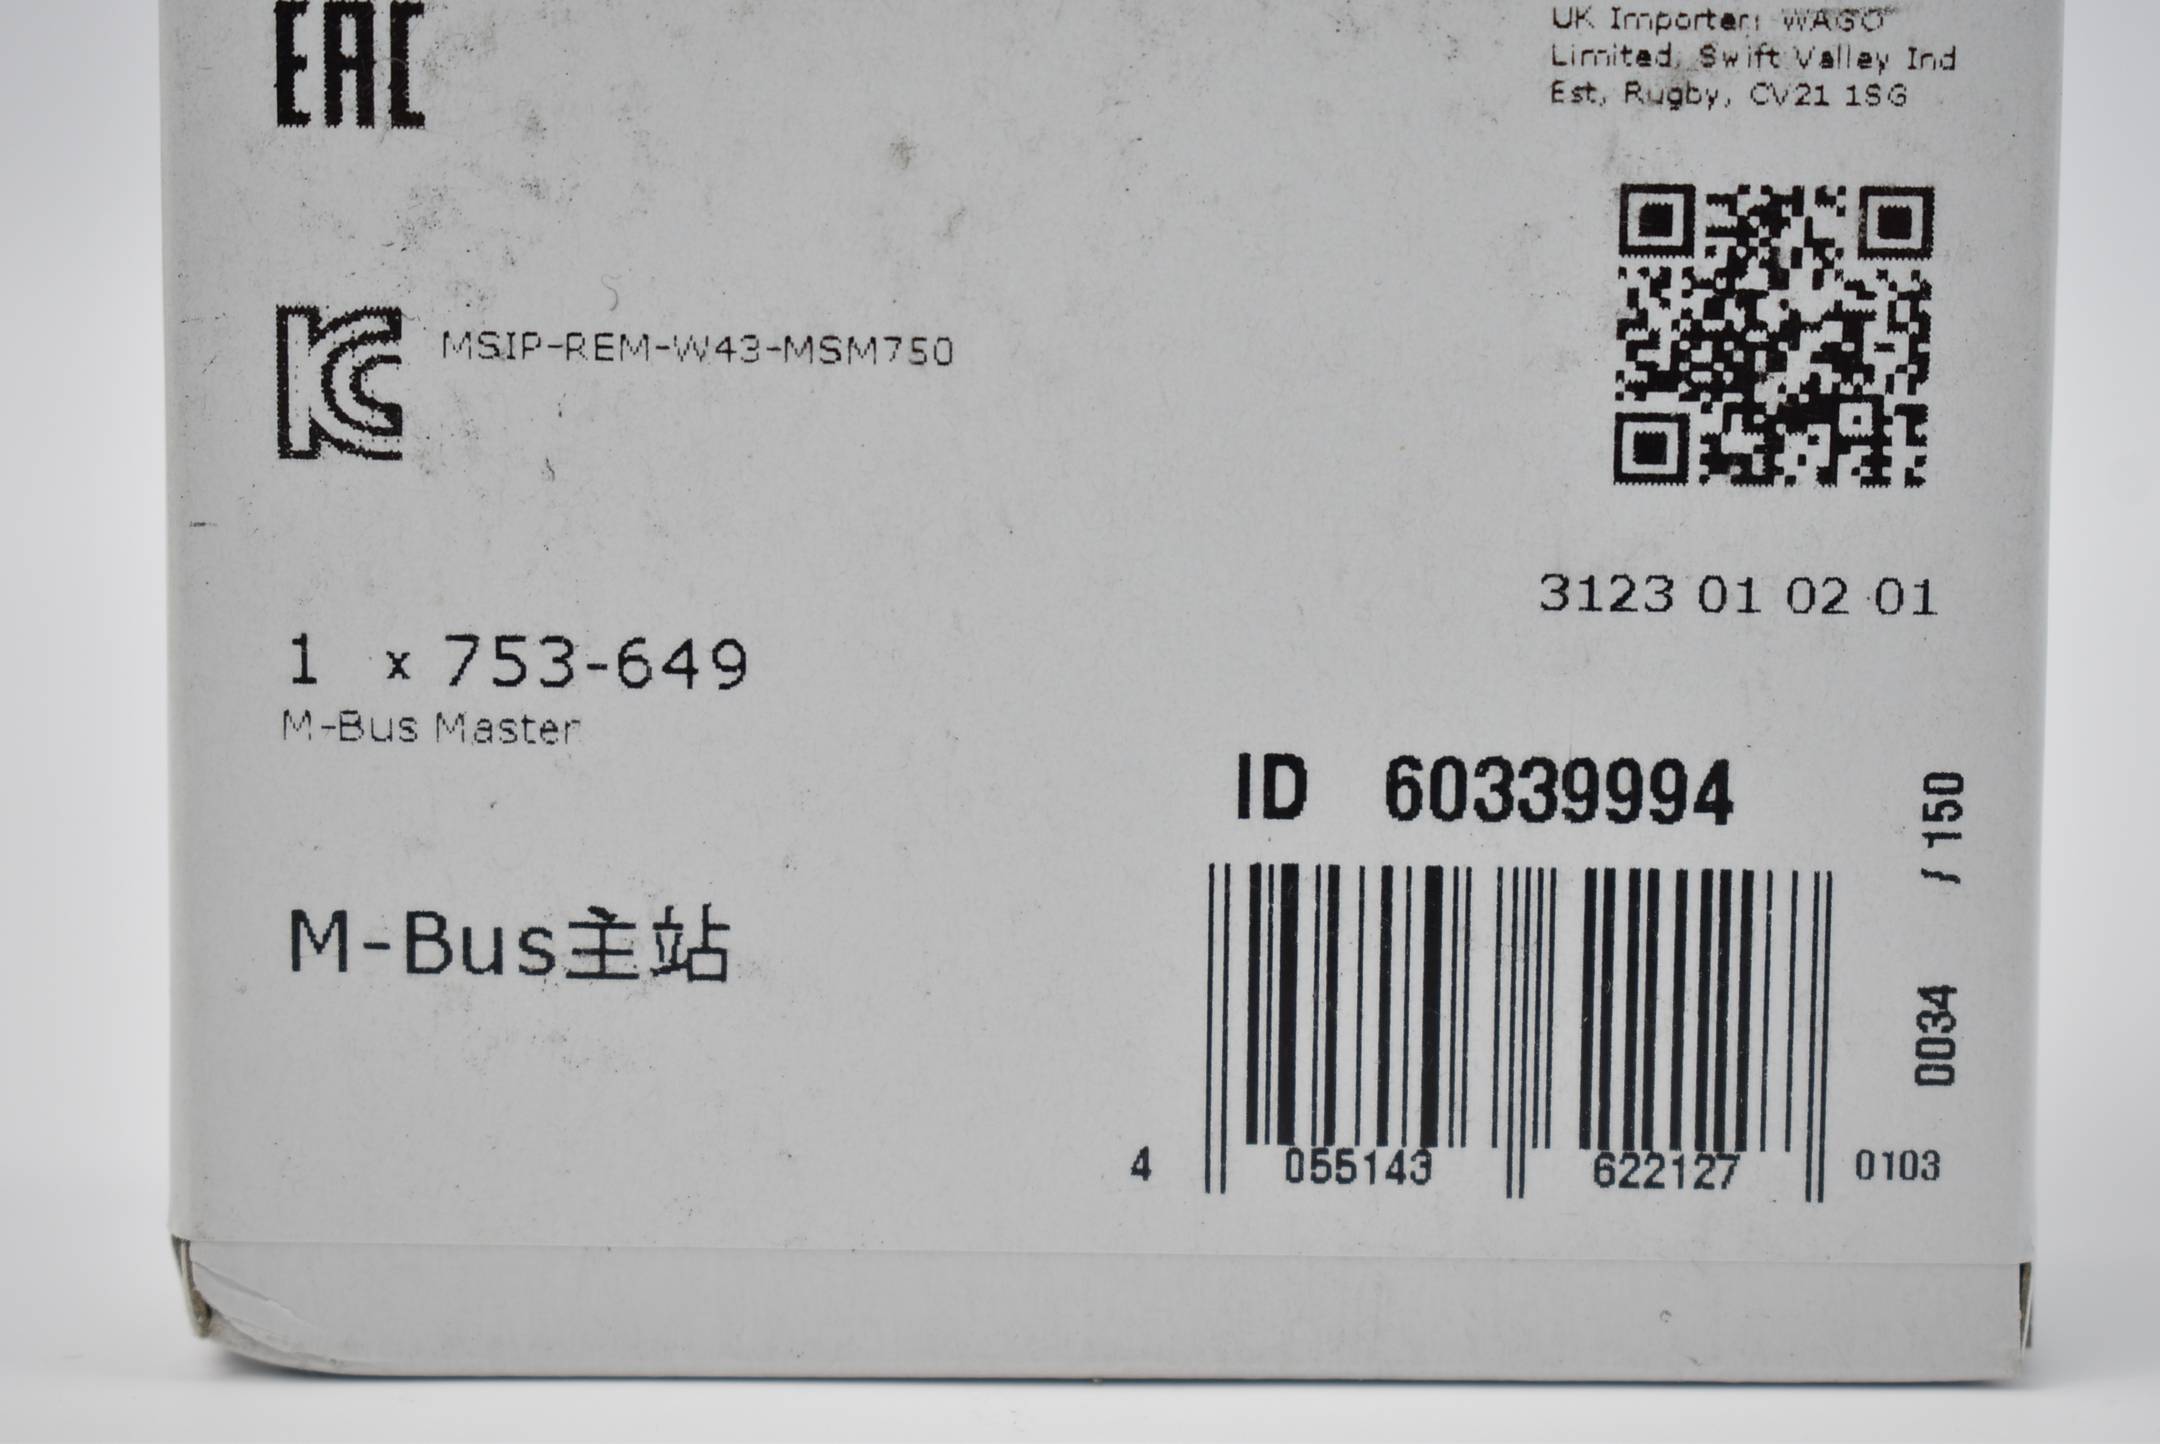 EAC
UK Importer: WAGO
Limited, Swift Valley Ind
Est, Rugby, CV21 1SG
KC MSIP-REM-W43-MSM750
3123 01 02 01
1 x 753-649
M-Bus Master
ID 60339994
M-Bus主站
0034 / 150
4 055143 622127 0103